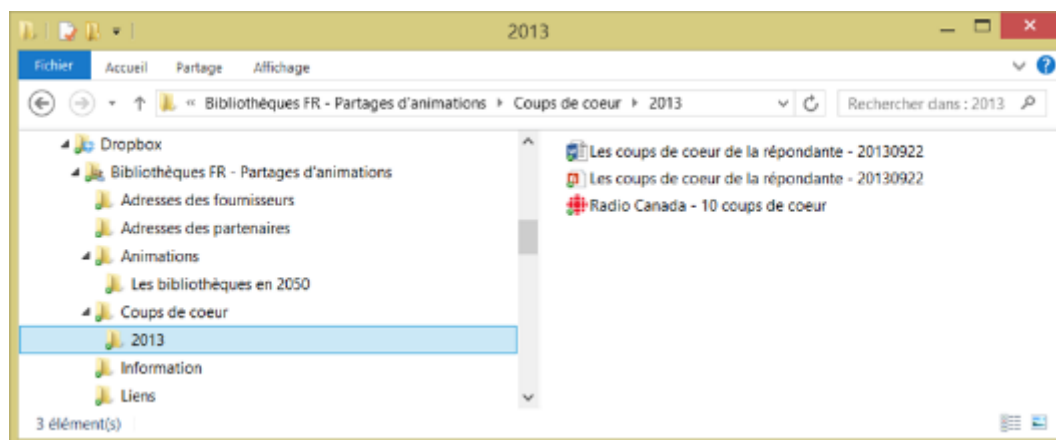 2013
Fichier Accueil Partage Affichage
« Bibliothèques FR - Partages d'animations Coups de coeur 2013 Rechercher dans : 2013
Dropbox
Bibliothèques FR - Partages d'animations
Adresses des fournisseurs
Adresses des partenaires
Animations
Les bibliothèques en 2050
Coups de coeur
2013
Information
Liens
Les coups de coeur de la répondante - 20130922
Les coups de coeur de la répondante - 20130922
Radio Canada - 10 coups de coeur
3 élément(s)